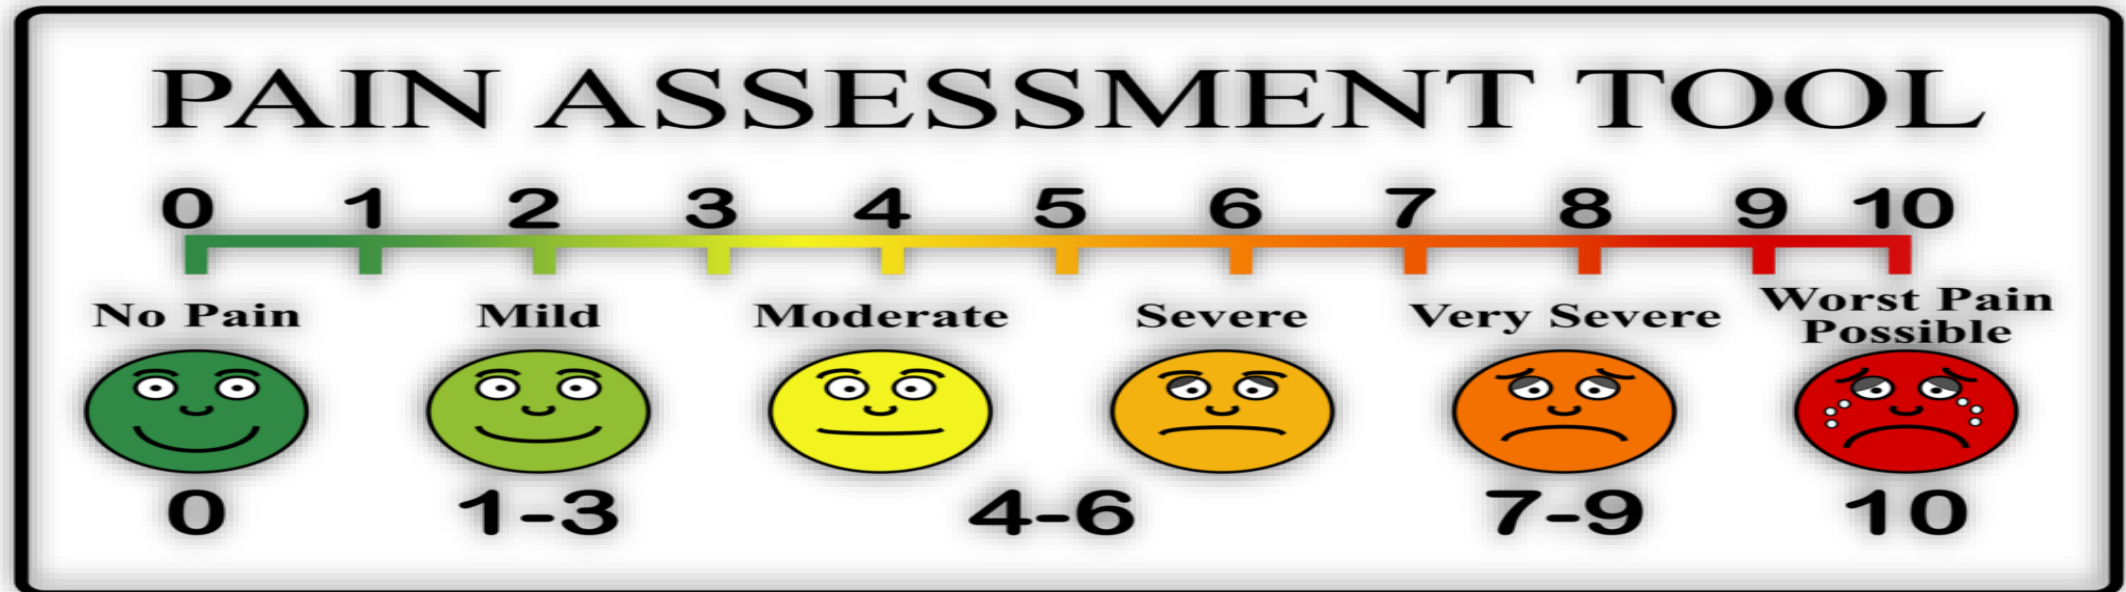 PAIN ASSESSMENT TOOL
0 1 2 3 4 5 6 7 8 9 10
No Pain Mild Moderate Severe Very Severe Worst Pain
Possible
0 1-3 4-6 7-9 10